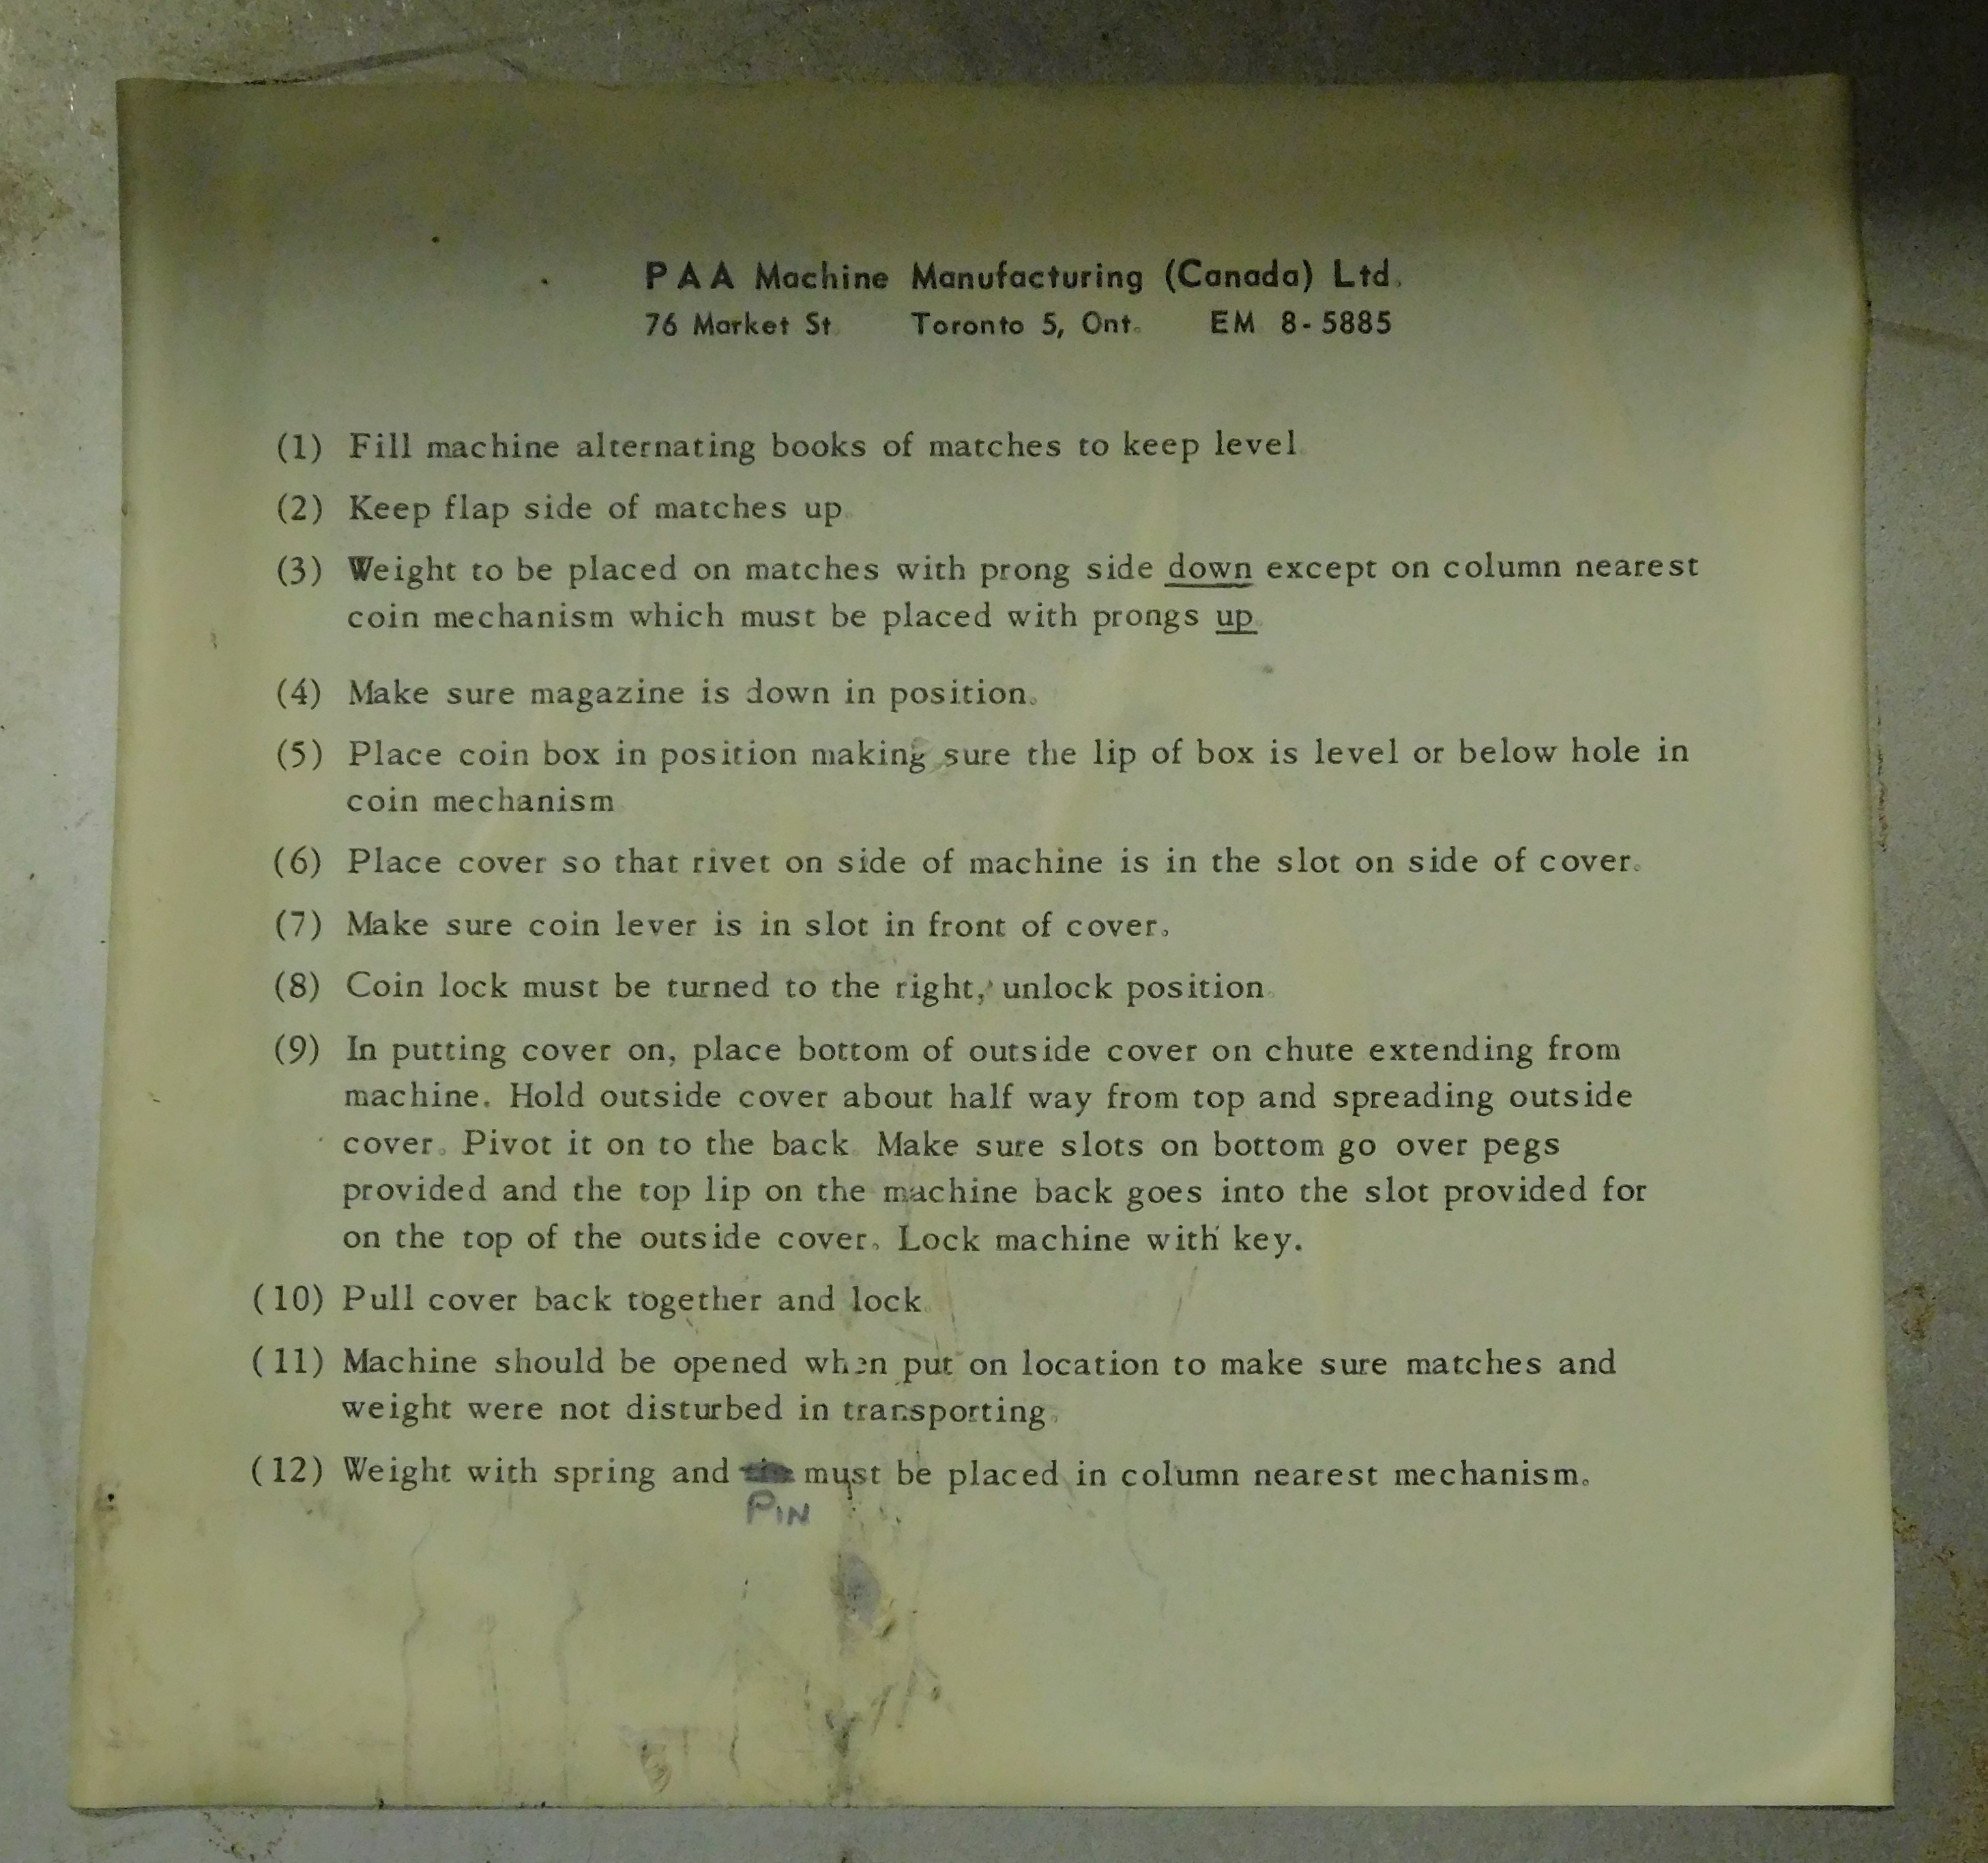 PAA Machine Manufacturing (Canada) Ltd.
76 Market St Toronto 5, Ont. EM 8-5885
(1) Fill machine alternating books of matches to keep level.
(2) Keep flap side of matches up.
(3) Weight to be placed on matches with prong side down except on column nearest
coin mechanism which must be placed with prongs up.
(4) Make sure magazine is down in position.
(5) Place coin box in position making sure the lip of box is level or below hole in
coin mechanism
(6) Place cover so that rivet on side of machine is in the slot on side of cover.
(7) Make sure coin lever is in slot in front of cover.
(8) Coin lock must be turned to the right, unlock position.
(9) In putting cover on, place bottom of outside cover on chute extending from
machine. Hold outside cover about half way from top and spreading outside
cover. Pivot it on to the back. Make sure slots on bottom go over pegs
provided and the top lip on the machine back goes into the slot provided for
on the top of the outside cover. Lock machine with key.
(10) Pull cover back together and lock.
(11) Machine should be opened when put on location to make sure matches and
weight were not disturbed in transporting.
(12) Weight with spring and must be placed in column nearest mechanism.
PIN